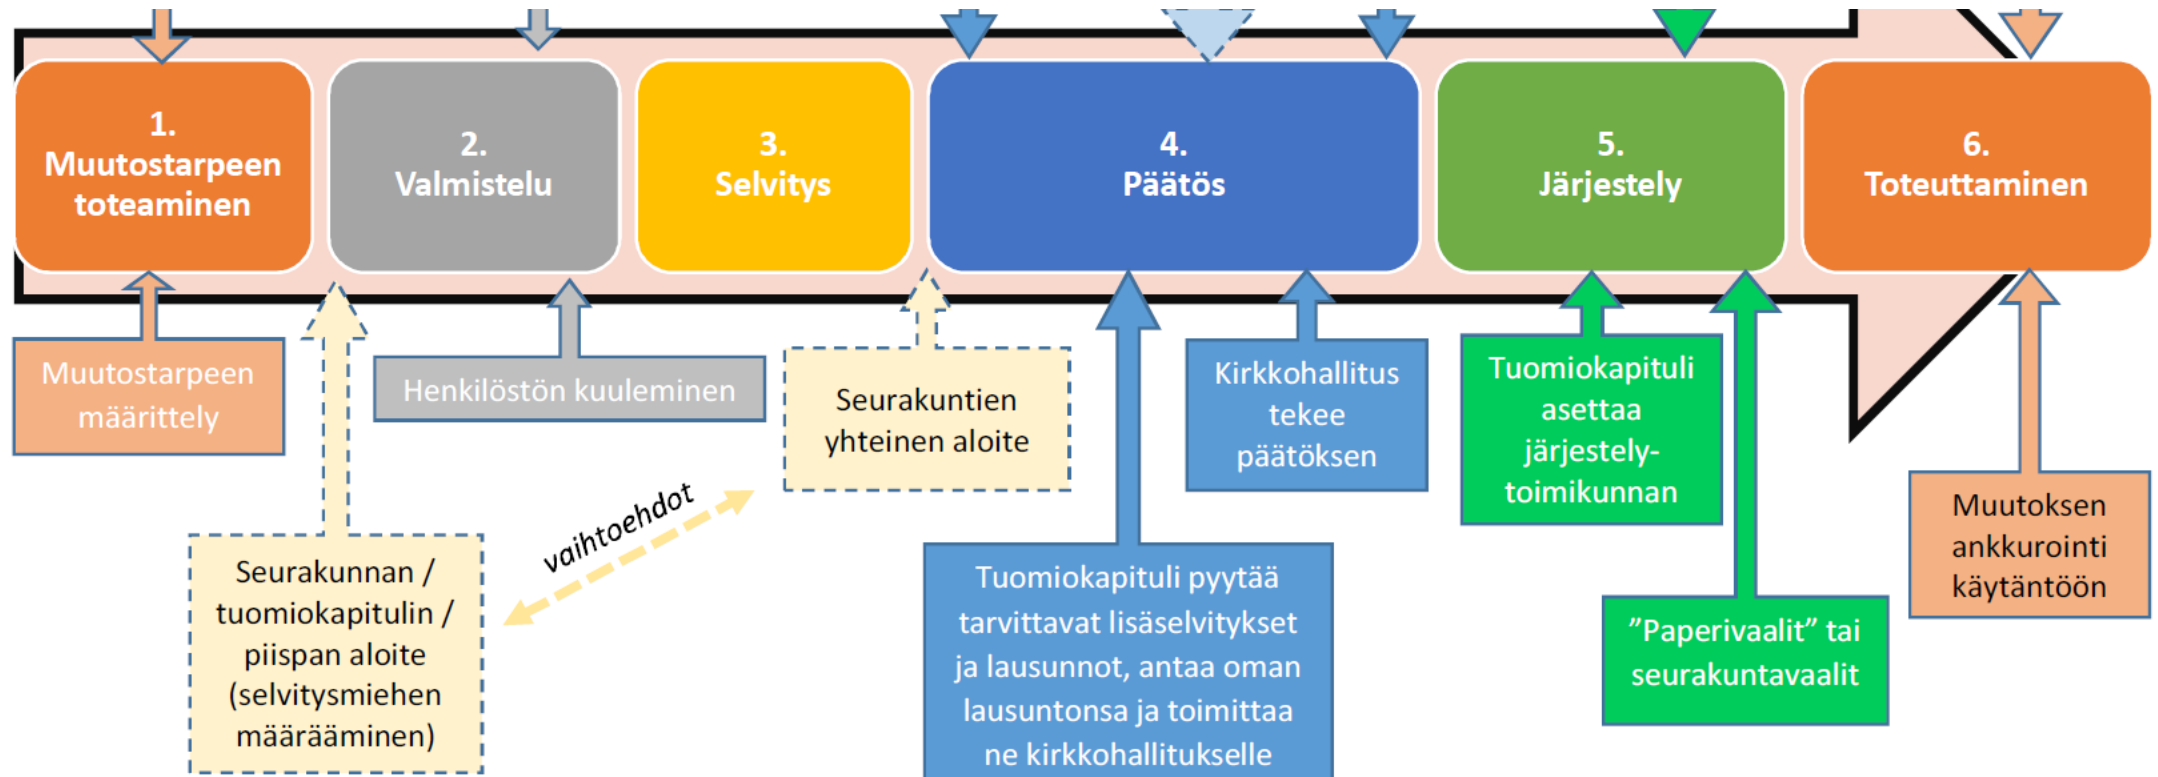 1.
Muutostarpeen
toteaminen
2.
Valmistelu
3.
Selvitys
4.
Päätös
5.
Järjestely
6.
Toteuttaminen
Muutostarpeen
määrittely
Henkilöstön kuuleminen
Seurakuntien
yhteinen aloite
Kirkkohallitus
tekee
päätöksen
Tuomiokapituli
asettaa
järjestely-
toimikunnan
Muutoksen
ankkurointi
käytäntöön
vaihtoehdot
Seurakunnan /
tuomiokapitulin /
piispan aloite
(selvitysmiehen
määrääminen)
Tuomiokapituli pyytää
tarvittavat lisäselvitykset
ja lausunnot, antaa oman
lausuntonsa ja toimittaa
ne kirkkohallitukselle
”Paperivaalit” tai
seurakuntavaalit